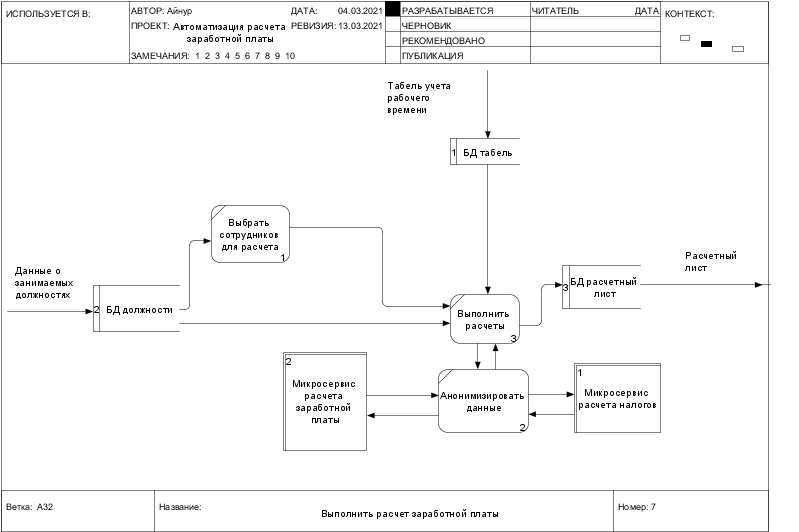 ИСПОЛЬЗУЕТСЯ В:
АВТОР: Айнур
ДАТА: 04.03.2021
ПРОЕКТ: Автоматизация расчета
заработной платы
РЕВИЗИЯ: 13.03.2021
ЗАМЕЧАНИЯ: 1 2 3 4 5 6 7 8 9 10
РАЗРАБАТЫВАЕТСЯ
ЧЕРНОВИК
РЕКОМЕНДОВАНО
ПУБЛИКАЦИЯ
ЧИТАТЕЛЬ
ДАТА
КОНТЕКСТ:
Табель учета
рабочего
времени
1 БД табель
Выбрать
сотрудников
для расчета
1
Данные о
занимаемых
должностях
2 БД должности
Расчетный
лист
3 БД расчетный
лист
Выполнить
расчеты
3
2
Микросервис
расчета
заработной
платы
Анонимизировать
данные
2
1
Микросервис
расчета налогов
Ветка: A32
Название:
Выполнить расчет заработной платы
Номер: 7